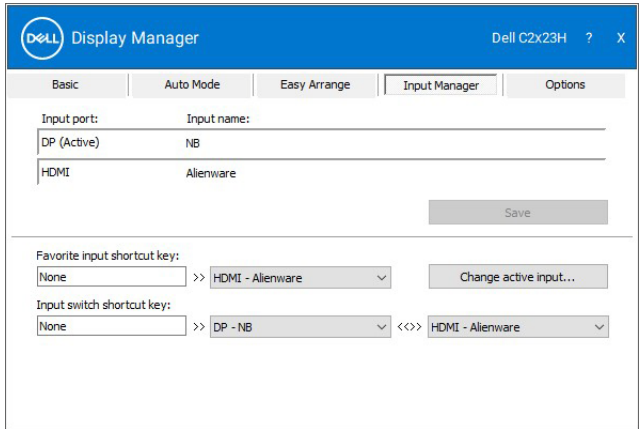 DELL Display Manager Dell C2x23H ? X
Basic Auto Mode Easy Arrange Input Manager Options
Input port: Input name:
DP (Active) NB
HDMI Alienware
Save
Favorite input shortcut key:
None >> HDMI - Alienware Change active input...
Input switch shortcut key:
None >> DP - NB <<>> HDMI - Alienware